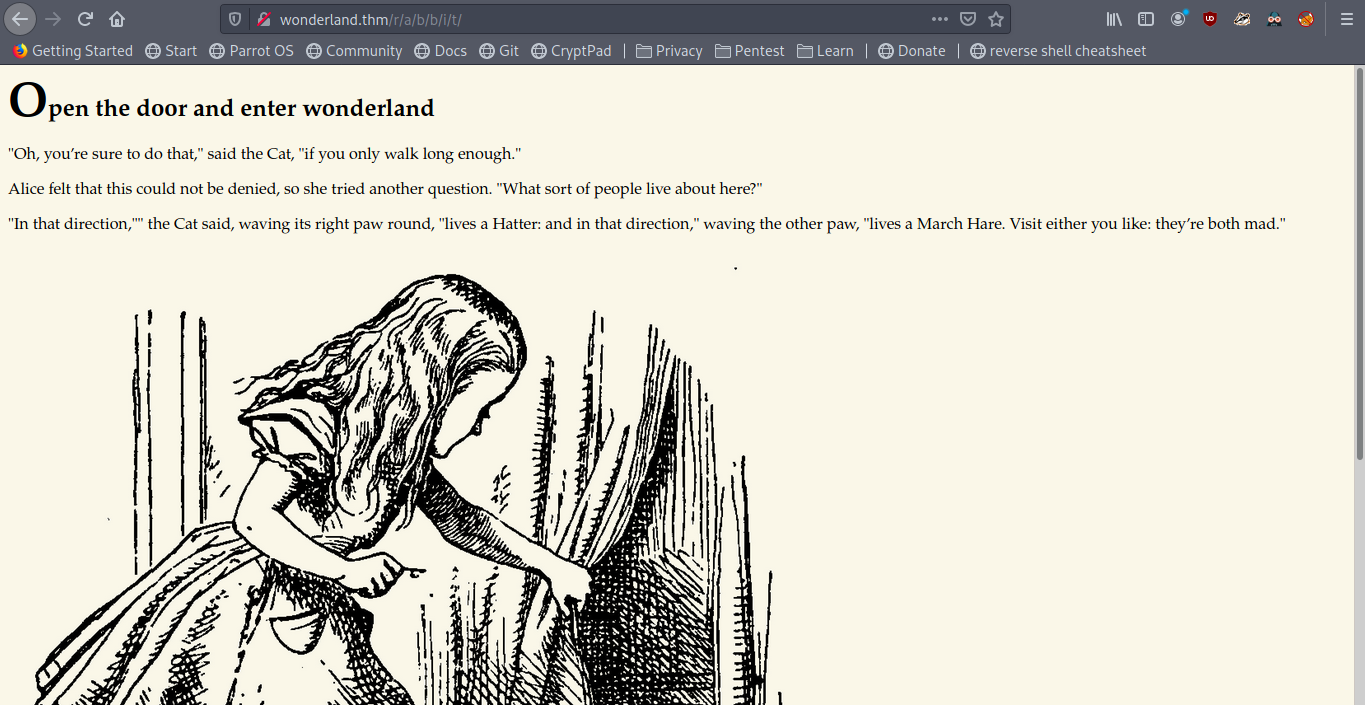 wonderland.thm/r/a/b/b/i/t/
Getting Started Start Parrot OS Community Docs Git CryptPad | Privacy Pentest Learn | Donate | reverse shell cheatsheet
Open the door and enter wonderland
"Oh, you’re sure to do that," said the Cat, "if you only walk long enough."
Alice felt that this could not be denied, so she tried another question. "What sort of people live about here?"
"In that direction,"" the Cat said, waving its right paw round, "lives a Hatter: and in that direction," waving the other paw, "lives a March Hare. Visit either you like: they’re both mad."